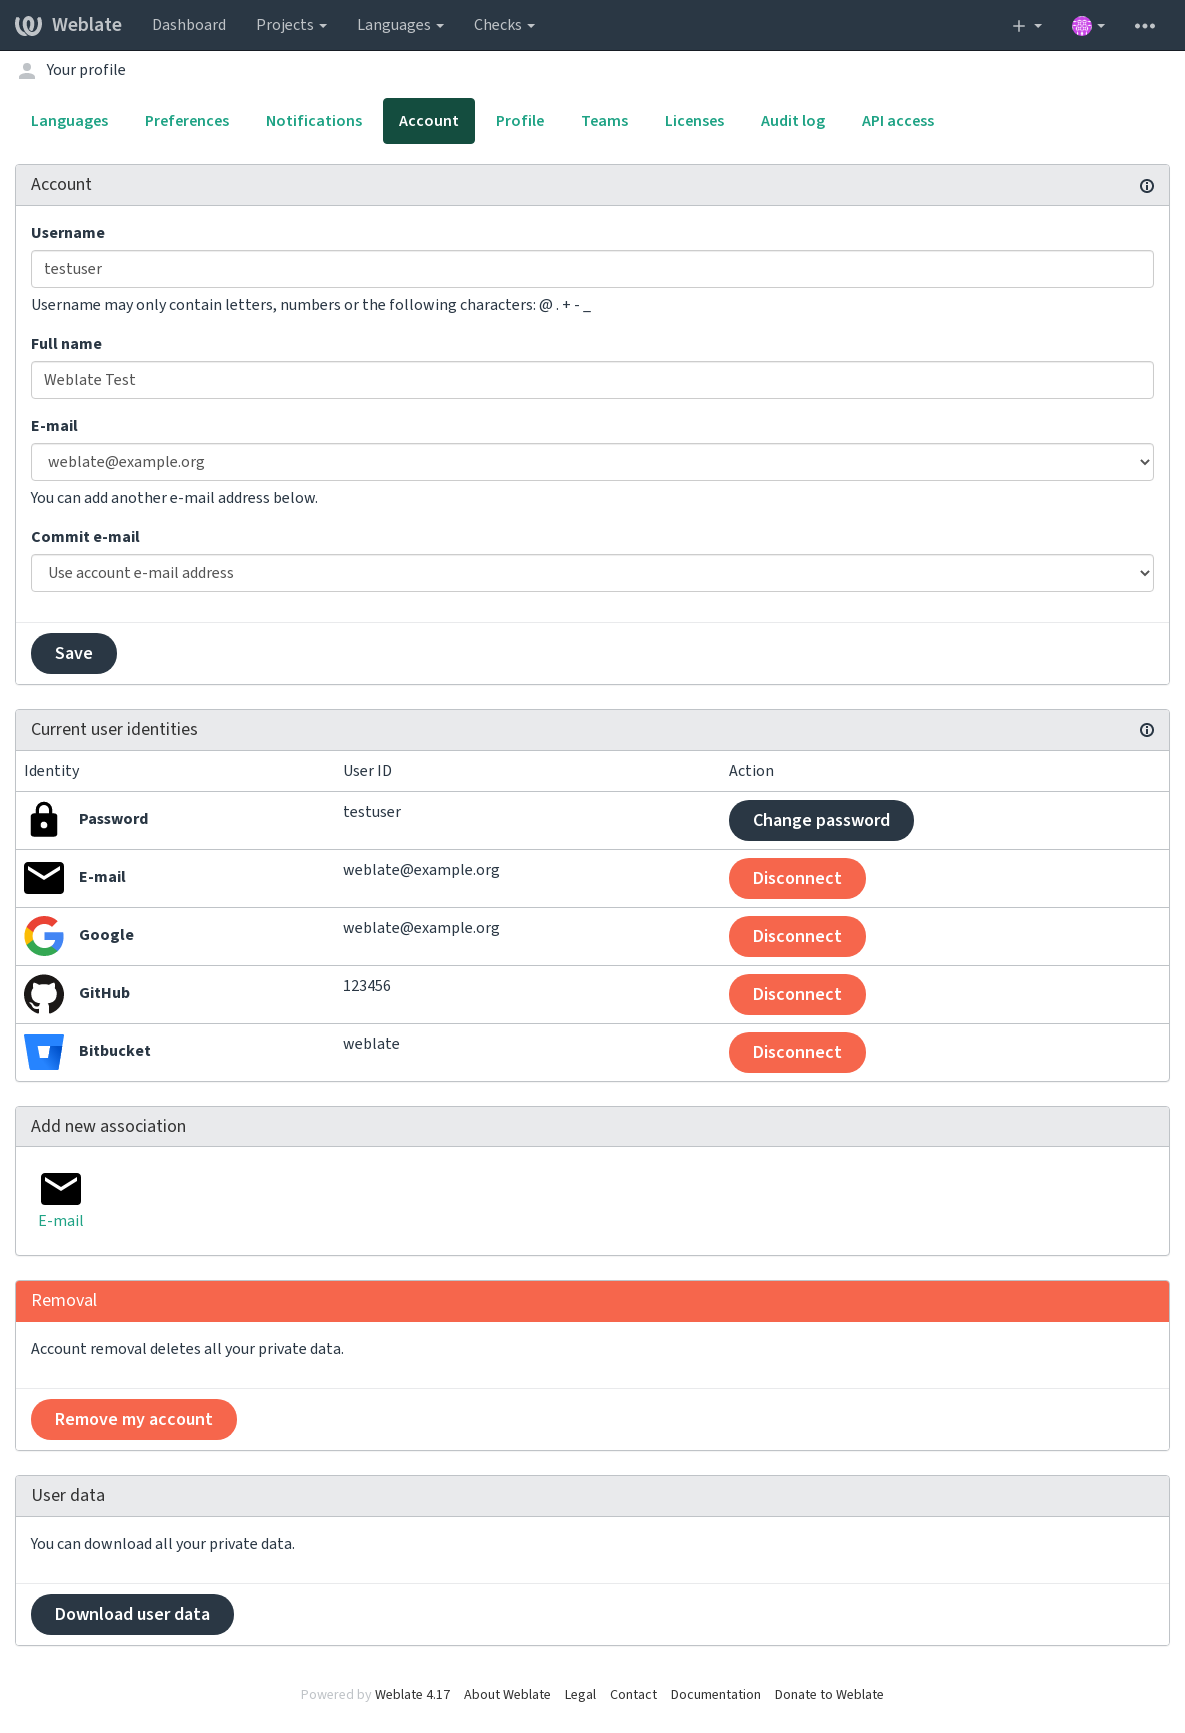 Weblate Dashboard Projects Languages Checks
Your profile
Languages Preferences Notifications Account Profile Teams Licenses Audit log API access
Account
Username
testuser
Username may only contain letters, numbers or the following characters: @ . + - _
Full name
Weblate Test
E-mail
weblate@example.org
You can add another e-mail address below.
Commit e-mail
Use account e-mail address
Save
Current user identities
Identity User ID Action
Password testuser Change password
E-mail weblate@example.org Disconnect
Google weblate@example.org Disconnect
GitHub 123456 Disconnect
Bitbucket weblate Disconnect
Add new association
E-mail
Removal
Account removal deletes all your private data.
Remove my account
User data
You can download all your private data.
Download user data
Powered by Weblate 4.17 About Weblate Legal Contact Documentation Donate to Weblate